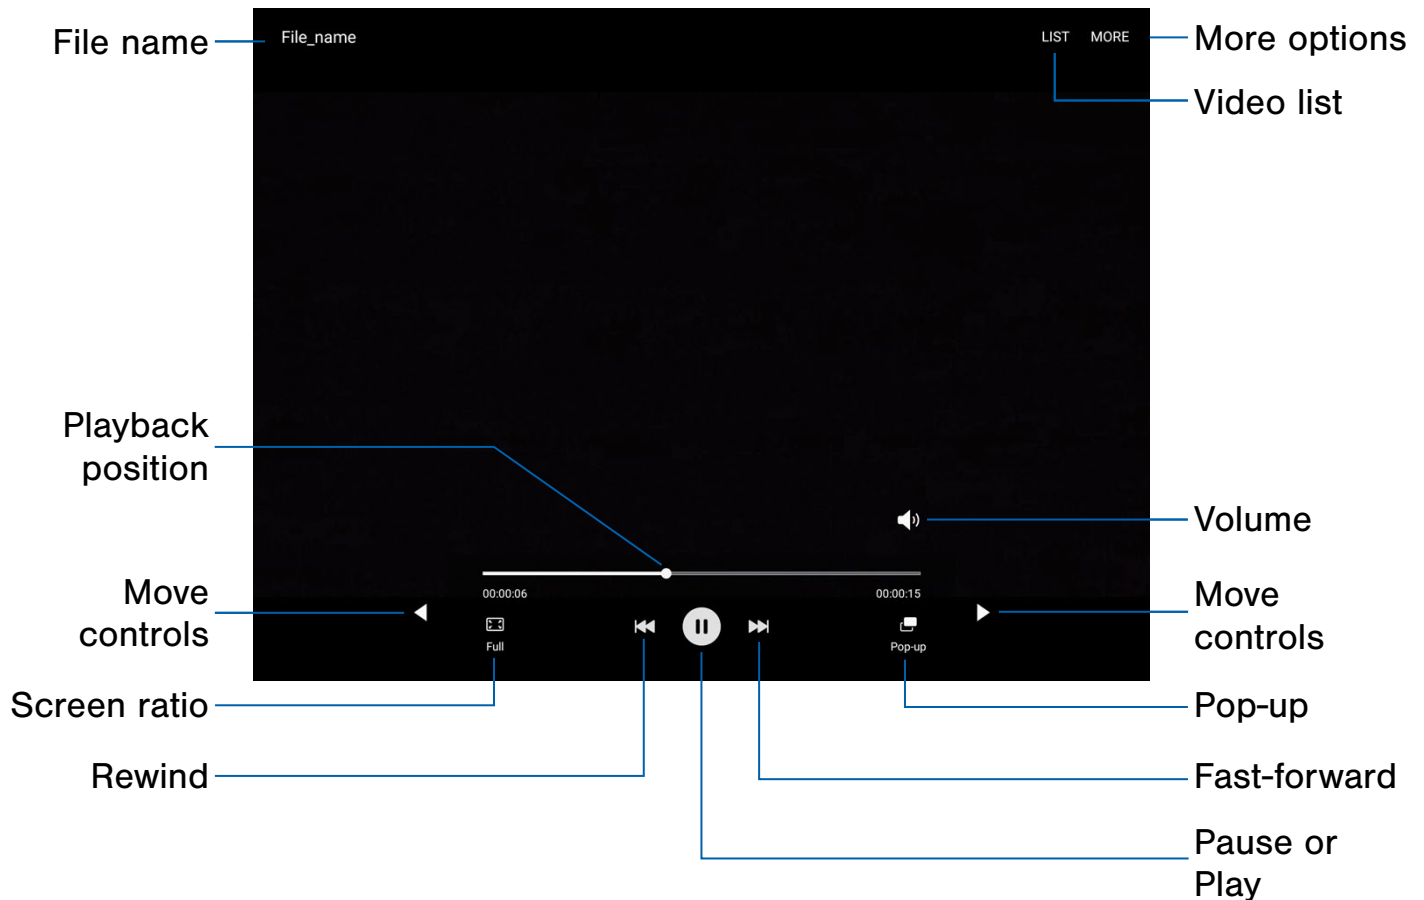 File name
File_name
LIST
MORE
More options
Video list
Playback
position
Volume
00:00:06
00:00:15
Move
controls
Move
controls
Full
Pop-up
Screen ratio
Pop-up
Rewind
Fast-forward
Pause or
Play